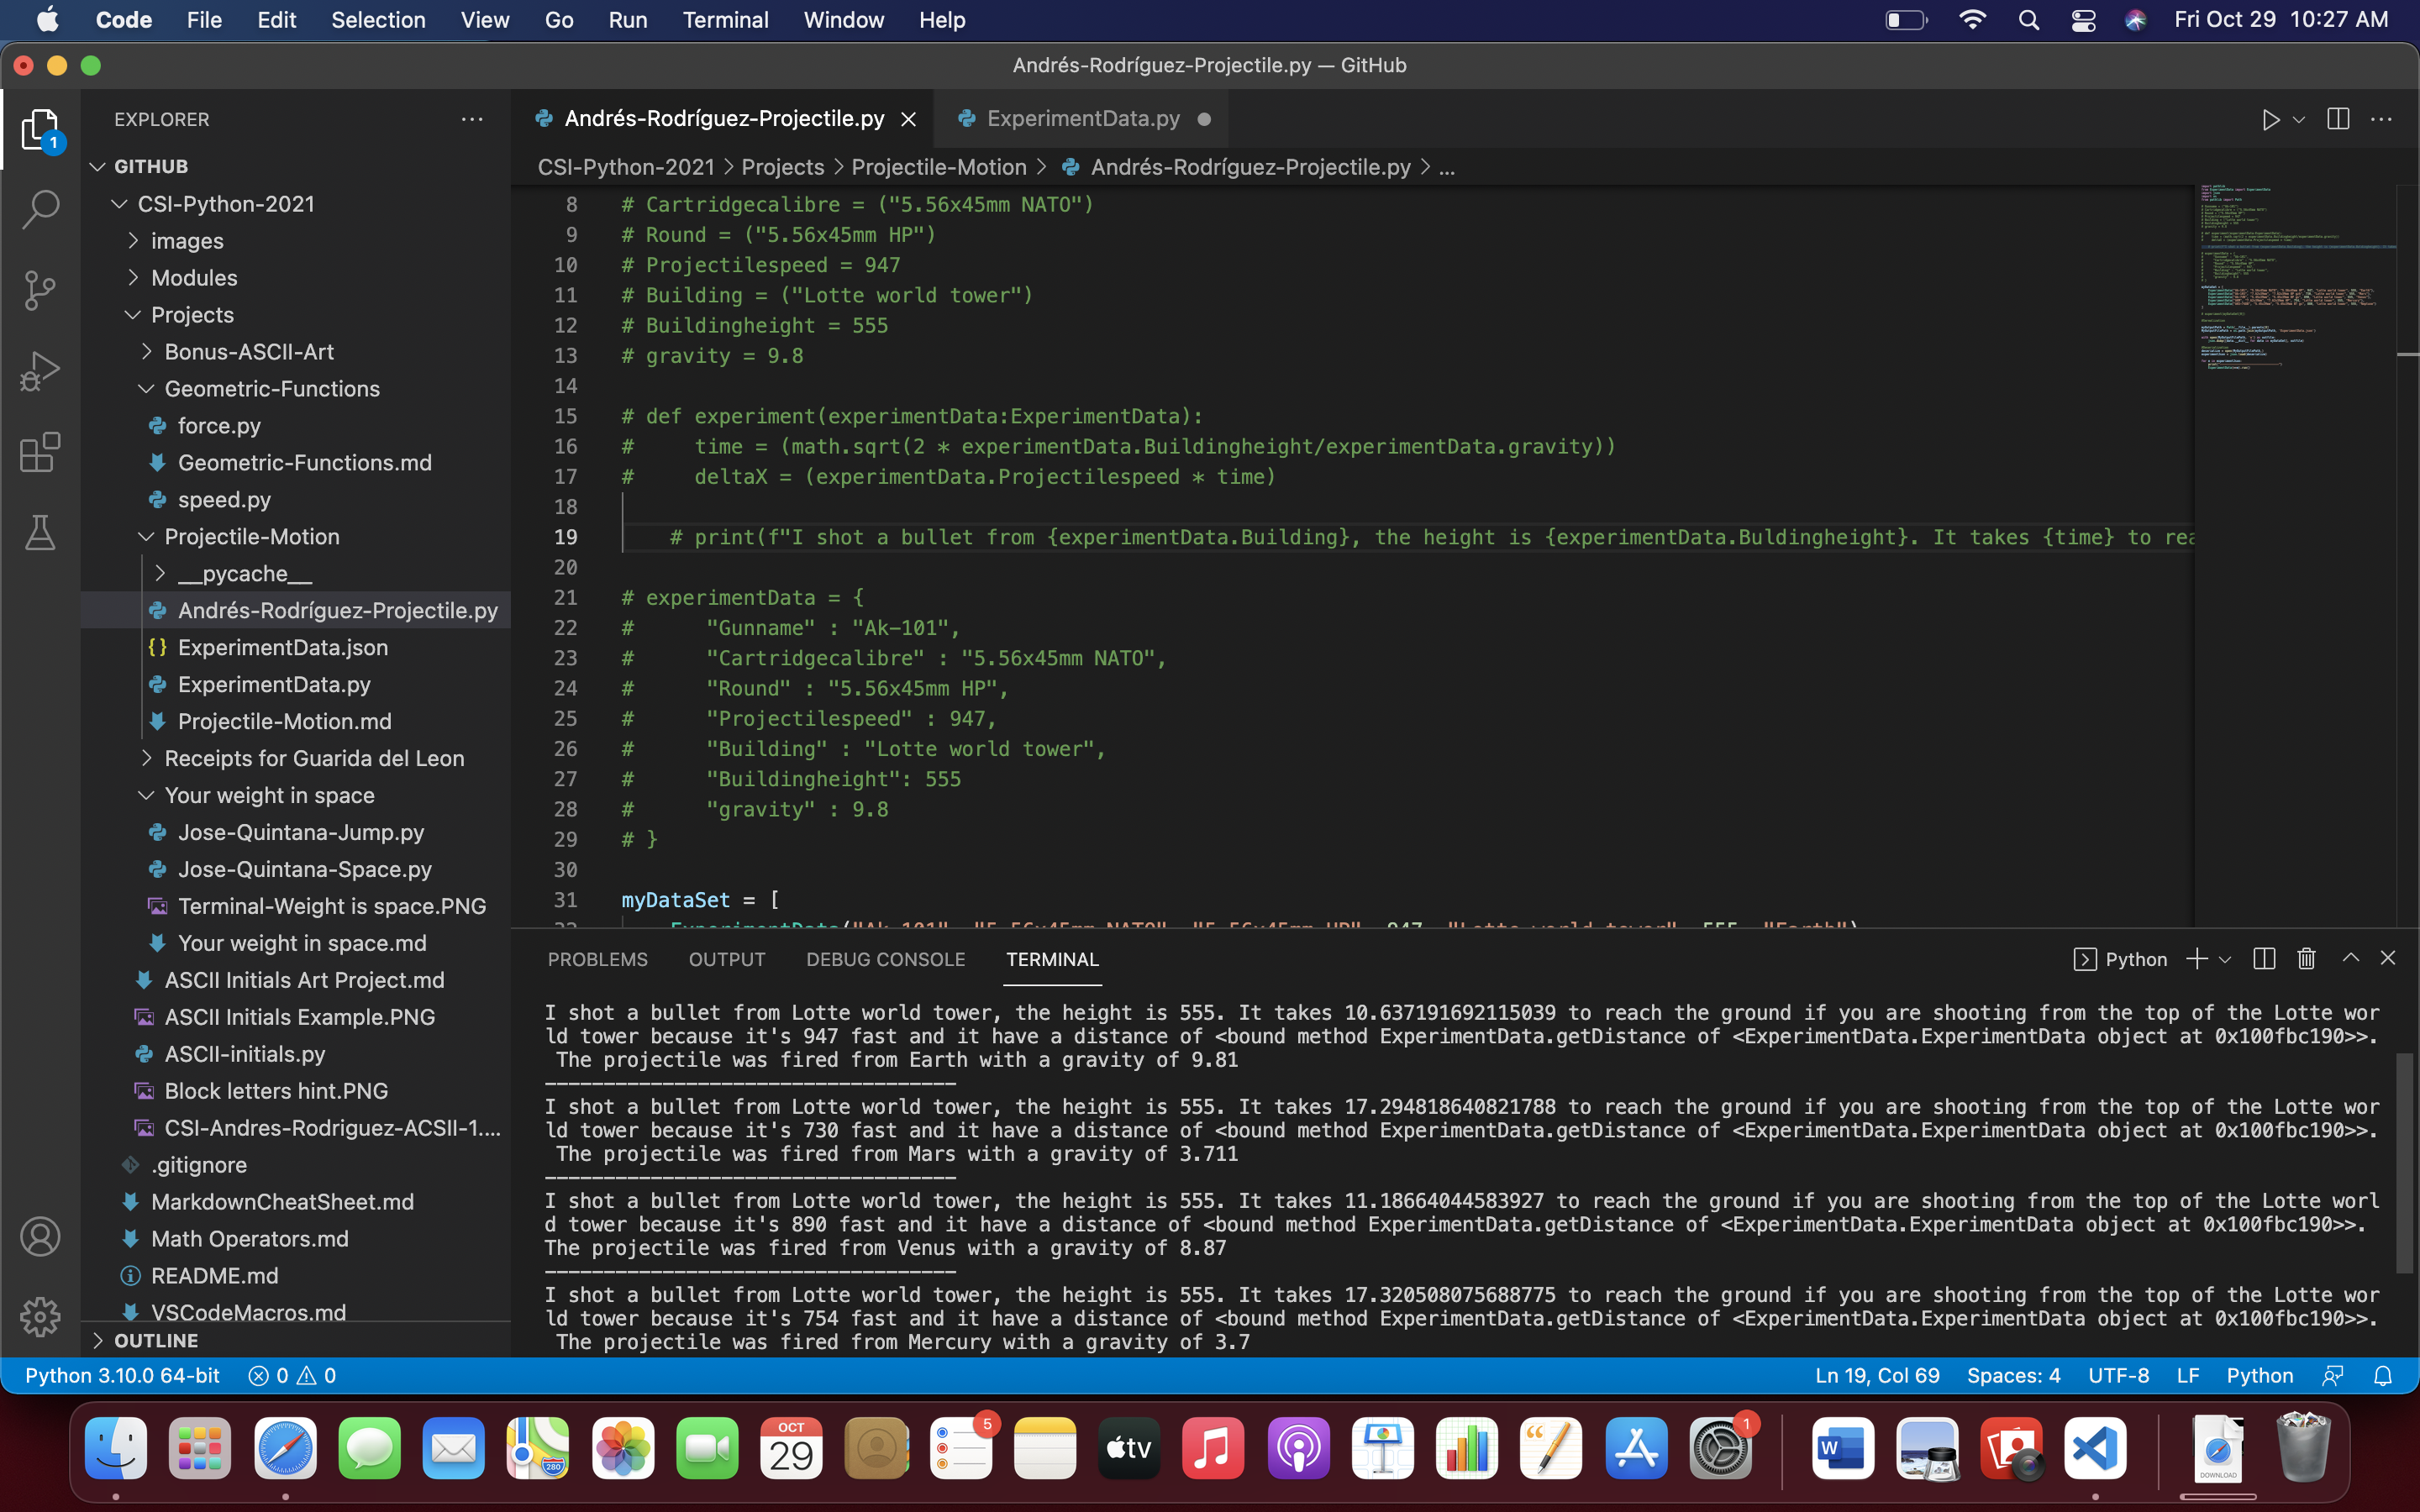 Code File Edit Selection View Go Run Terminal Window Help Fri Oct 29 10:27 AM
Andrés-Rodríguez-Projectile.py — GitHub
EXPLORER
1
GITHUB
CSI-Python-2021
images
Modules
Projects
Bonus-ASCII-Art
Geometric-Functions
force.py
Geometric-Functions.md
speed.py
Projectile-Motion
__pycache__
Andrés-Rodríguez-Projectile.py
{} ExperimentData.json
ExperimentData.py
Projectile-Motion.md
Receipts for Guarida del Leon
Your weight in space
Jose-Quintana-Jump.py
Jose-Quintana-Space.py
Terminal-Weight is space.PNG
Your weight in space.md
ASCII Initials Art Project.md
ASCII Initials Example.PNG
ASCII-initials.py
Block letters hint.PNG
CSI-Andres-Rodriguez-ACSII-1....
.gitignore
MarkdownCheatSheet.md
Math Operators.md
README.md
VSCodeMacros.md
OUTLINE
Andrés-Rodríguez-Projectile.py ExperimentData.py
CSI-Python-2021 > Projects > Projectile-Motion > Andrés-Rodríguez-Projectile.py > ...
8 # Cartridgecalibre = ("5.56x45mm NATO")
9 # Round = ("5.56x45mm HP")
10 # Projectilespeed = 947
11 # Building = ("Lotte world tower")
12 # Buildingheight = 555
13 # gravity = 9.8
14
15 # def experiment(experimentData:ExperimentData):
16 #     time = (math.sqrt(2 * experimentData.Buildingheight/experimentData.gravity))
17 #     deltaX = (experimentData.Projectilespeed * time)
18
19     # print(f"I shot a bullet from {experimentData.Building}, the height is {experimentData.Buldingheight}. It takes {time} to rea
20
21 # experimentData = {
22 #      "Gunname" : "Ak-101",
23 #      "Cartridgecalibre" : "5.56x45mm NATO",
24 #      "Round" : "5.56x45mm HP",
25 #      "Projectilespeed" : 947,
26 #      "Building" : "Lotte world tower",
27 #      "Buildingheight": 555
28 #      "gravity" : 9.8
29 # }
30
31 myDataSet = [
ExperimentData("Ak-101", "5.56x45mm NATO", "5.56x45mm HP", 947, "Lotte world tower", 555, "Earth")
PROBLEMS OUTPUT DEBUG CONSOLE TERMINAL Python
I shot a bullet from Lotte world tower, the height is 555. It takes 10.637191692115039 to reach the ground if you are shooting from the top of the Lotte wor
ld tower because it's 947 fast and it have a distance of <bound method ExperimentData.getDistance of <ExperimentData.ExperimentData object at 0x100fbc190>>.
The projectile was fired from Earth with a gravity of 9.81
-----------------------------------
I shot a bullet from Lotte world tower, the height is 555. It takes 17.294818640821788 to reach the ground if you are shooting from the top of the Lotte wor
ld tower because it's 730 fast and it have a distance of <bound method ExperimentData.getDistance of <ExperimentData.ExperimentData object at 0x100fbc190>>.
The projectile was fired from Mars with a gravity of 3.711
-----------------------------------
I shot a bullet from Lotte world tower, the height is 555. It takes 11.18664044583927 to reach the ground if you are shooting from the top of the Lotte worl
d tower because it's 890 fast and it have a distance of <bound method ExperimentData.getDistance of <ExperimentData.ExperimentData object at 0x100fbc190>>.
The projectile was fired from Venus with a gravity of 8.87
-----------------------------------
I shot a bullet from Lotte world tower, the height is 555. It takes 17.320508075688775 to reach the ground if you are shooting from the top of the Lotte wor
ld tower because it's 754 fast and it have a distance of <bound method ExperimentData.getDistance of <ExperimentData.ExperimentData object at 0x100fbc190>>.
The projectile was fired from Mercury with a gravity of 3.7
Python 3.10.0 64-bit 0 0 Ln 19, Col 69 Spaces: 4 UTF-8 LF Python
280
OCT
29
5
tv
1
W
DOWNLOAD